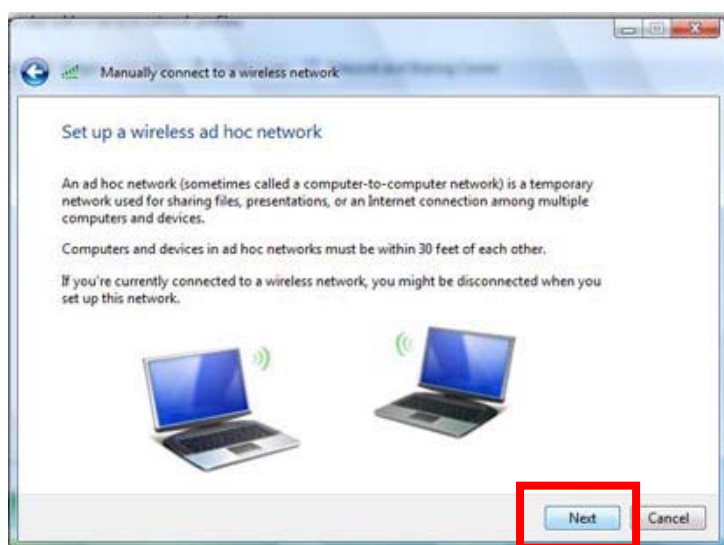 Manually connect to a wireless network
Set up a wireless ad hoc network
An ad hoc network (sometimes called a computer-to-computer network) is a temporary
network used for sharing files, presentations, or an Internet connection among multiple
computers and devices.
Computers and devices in ad hoc networks must be within 30 feet of each other.
If you're currently connected to a wireless network, you might be disconnected when you
set up this network.
Next
Cancel